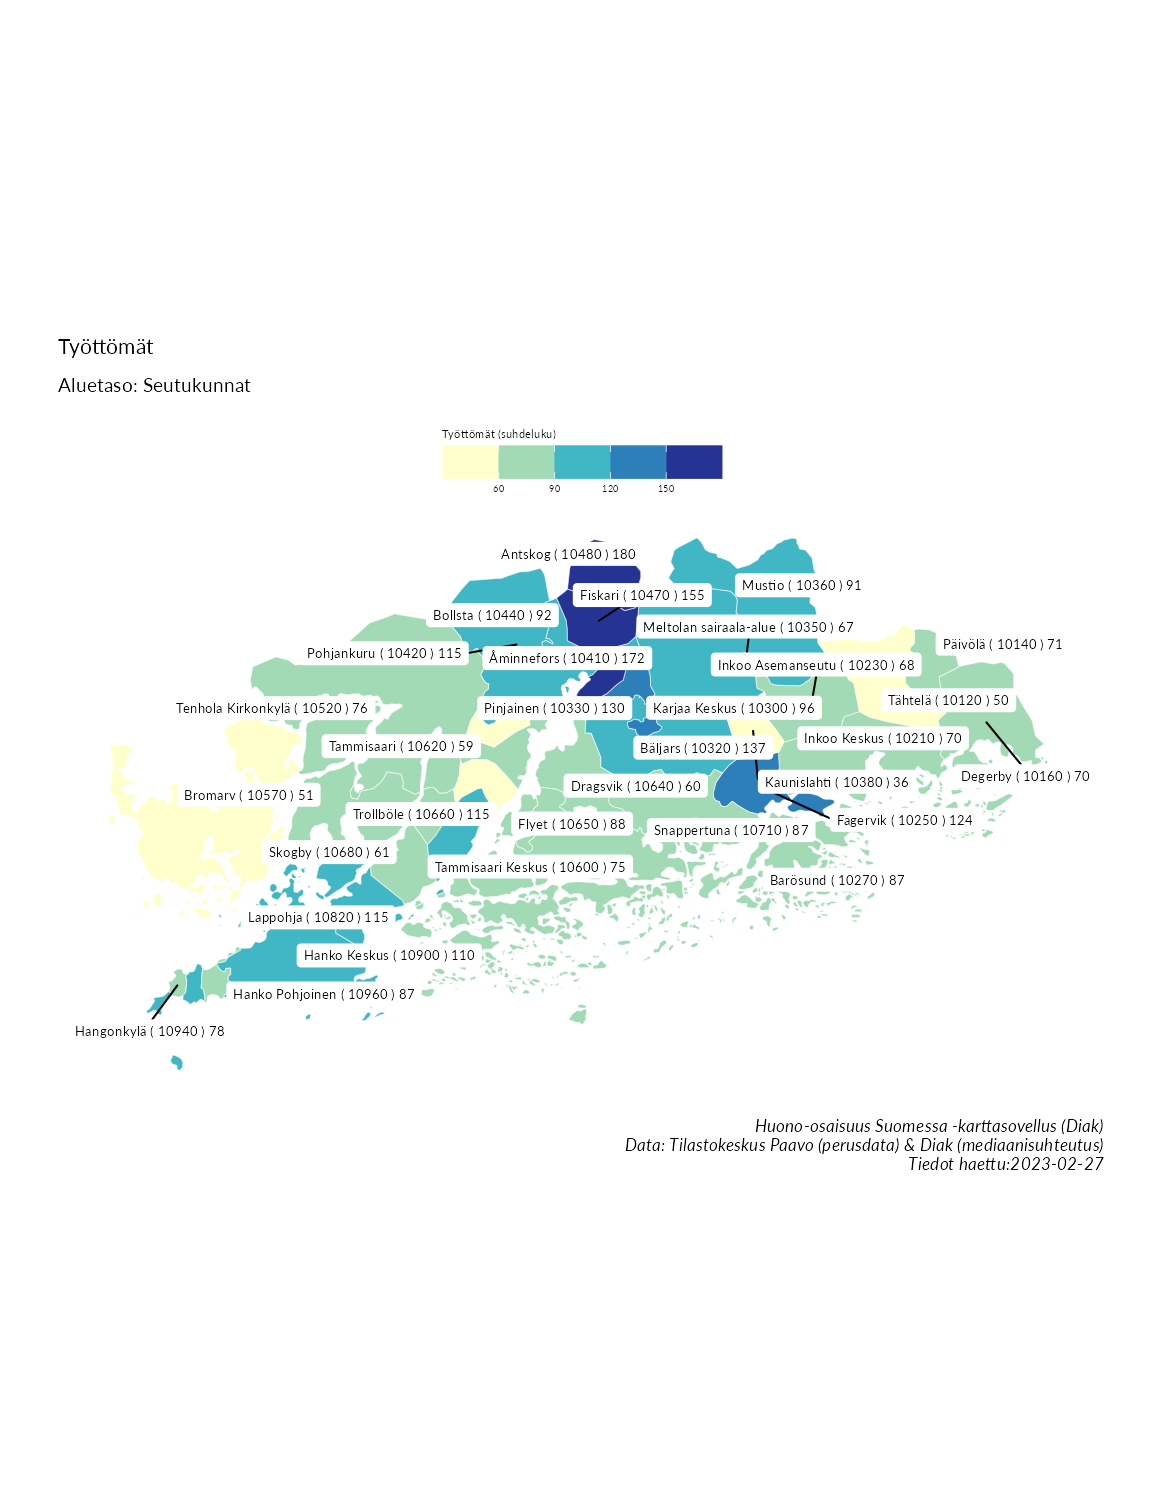 Työttömät
Aluetaso: Seutukunnat
Työttömät (suhdeluku)
60 90 120 150
Antskog ( 10480 ) 180
Mustio ( 10360 ) 91
Fiskari ( 10470 ) 155
Bollsta ( 10440 ) 92
Meltolan sairaala-alue ( 10350 ) 67
Päivölä ( 10140 ) 71
Pohjankuru ( 10420 ) 115
Åminnefors ( 10410 ) 172
Inkoo Asemanseutu ( 10230 ) 68
Tähtelä ( 10120 ) 50
Tenhola Kirkonkylä ( 10520 ) 76
Pinjainen ( 10330 ) 130
Karjaa Keskus ( 10300 ) 96
Inkoo Keskus ( 10210 ) 70
Tammisaari ( 10620 ) 59
Bäljars ( 10320 ) 137
Degerby ( 10160 ) 70
Kaunislahti ( 10380 ) 36
Dragsvik ( 10640 ) 60
Bromarv ( 10570 ) 51
Trollböle ( 10660 ) 115
Fagervik ( 10250 ) 124
Flyet ( 10650 ) 88
Snappertuna ( 10710 ) 87
Skogby ( 10680 ) 61
Tammisaari Keskus ( 10600 ) 75
Barösund ( 10270 ) 87
Lappohja ( 10820 ) 115
Hanko Keskus ( 10900 ) 110
Hanko Pohjoinen ( 10960 ) 87
Hangonkylä ( 10940 ) 78
Huono-osaisuus Suomessa -karttasovellus (Diak)
Data: Tilastokeskus Paavo (perusdata) & Diak (mediaanisuhteutus)
Tiedot haettu:2023-02-27